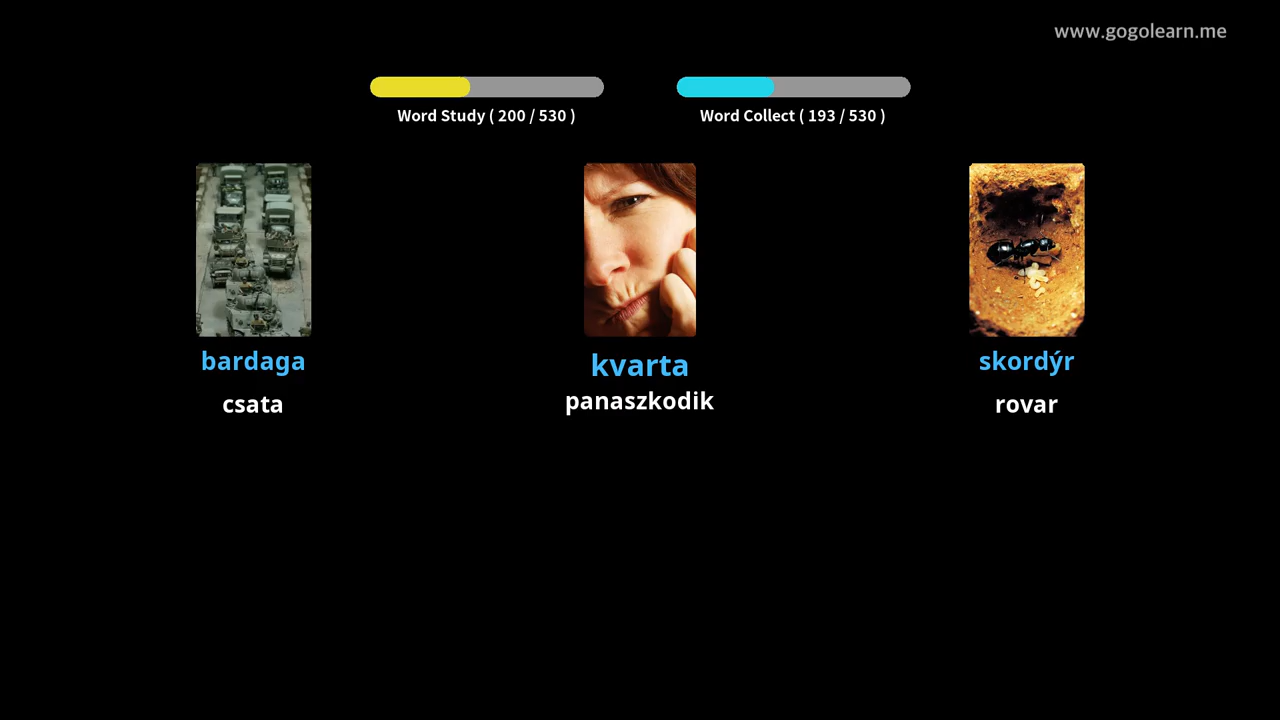 www.gogolearn.me
Word Study ( 200 / 530 )
Word Collect ( 193 / 530 )
bardaga
csata
kvarta
panaszkodik
skordýr
rovar